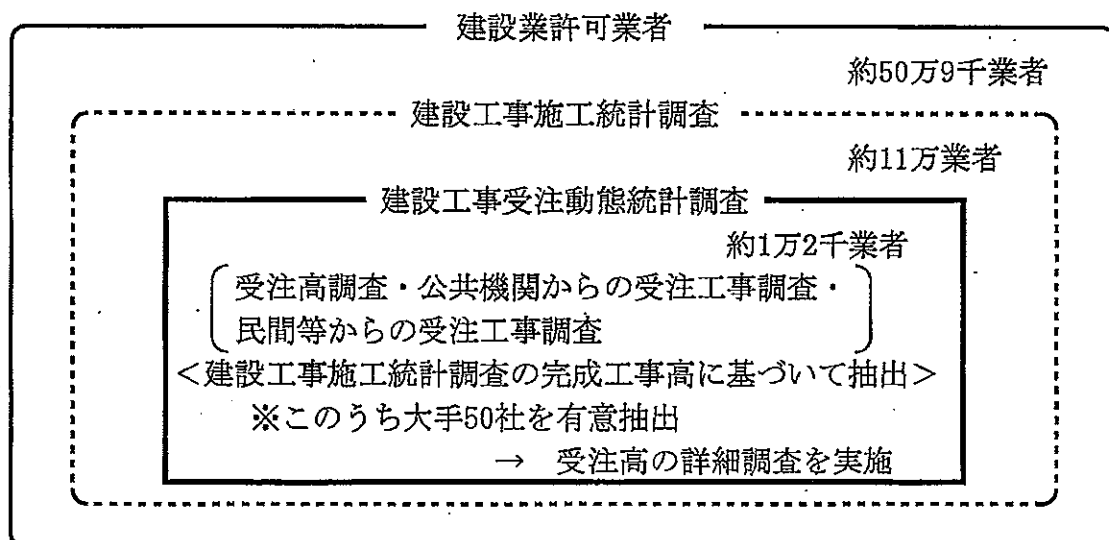 建設業許可業者
約50万9千業者
建設工事施工統計調査
約11万業者
建設工事受注動態統計調査
約1万2千業者
受注高調査・公共機関からの受注工事調査・
民間等からの受注工事調査
＜建設工事施工統計調査の完成工事高に基づいて抽出＞
※このうち大手50社を有意抽出
→　受注高の詳細調査を実施